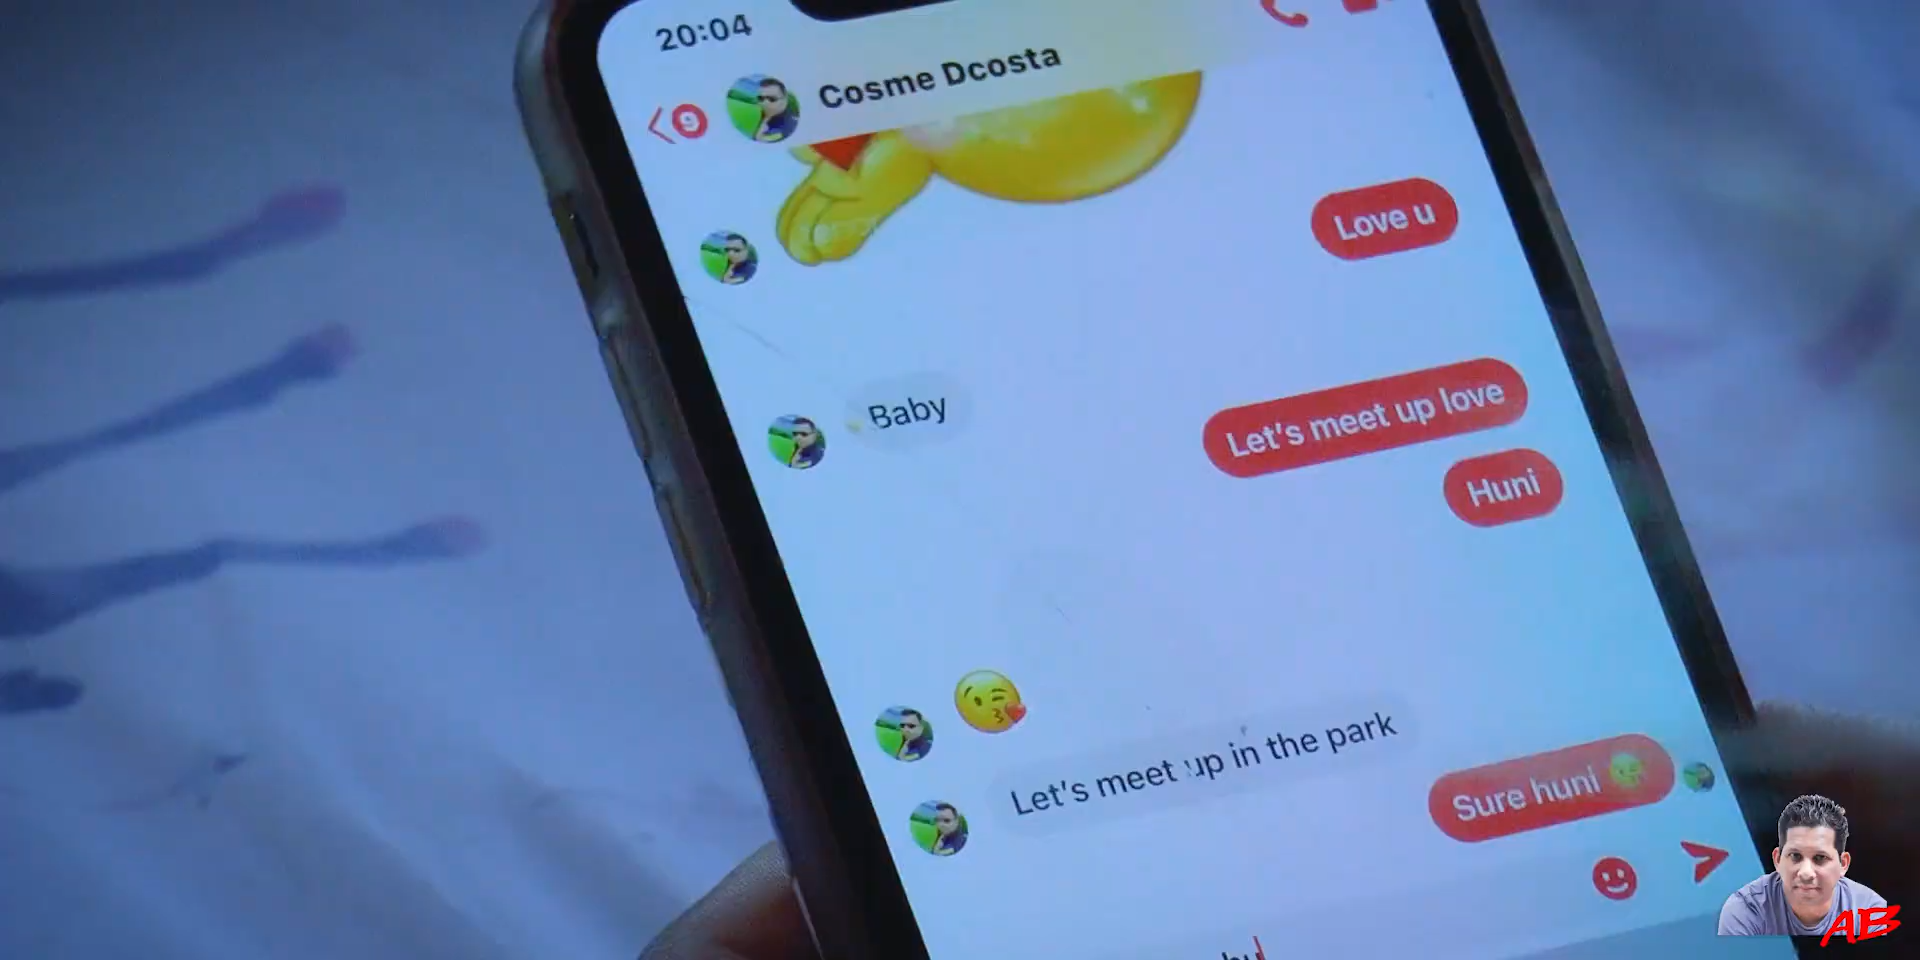 20:04
9
Cosme Dcosta
Love u
Baby
Let's meet up love
Huni
Let's meet up in the park
Sure huni
AB